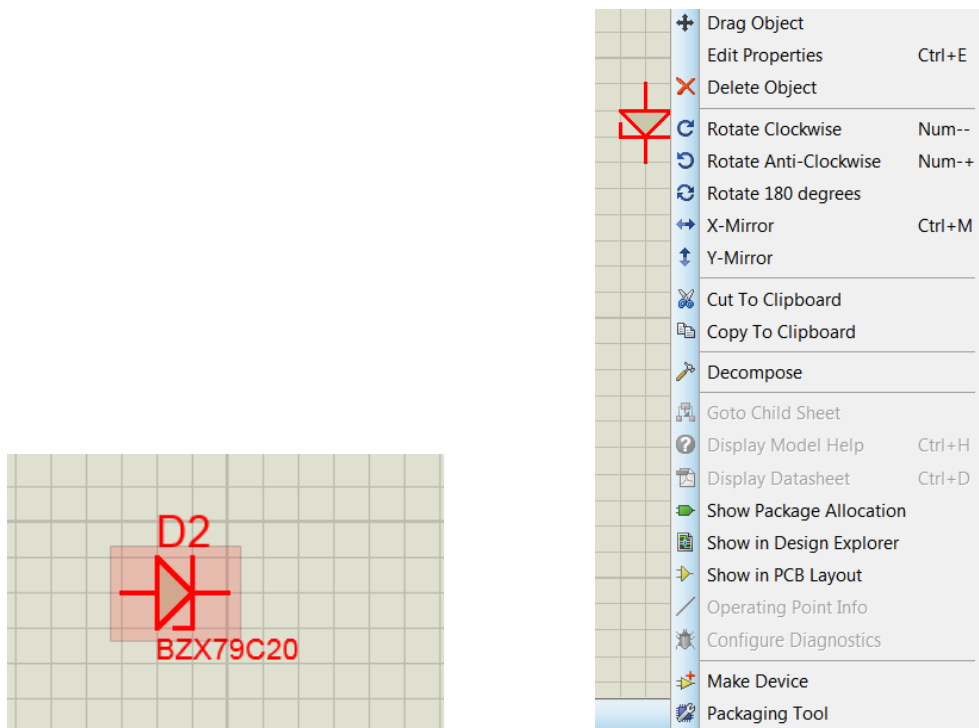 Drag Object
Edit Properties Ctrl+E
Delete Object
Rotate Clockwise Num--
Rotate Anti-Clockwise Num-+
Rotate 180 degrees
X-Mirror Ctrl+M
Y-Mirror
Cut To Clipboard
Copy To Clipboard
Decompose
Goto Child Sheet
Display Model Help Ctrl+H
Display Datasheet Ctrl+D
Show Package Allocation
Show in Design Explorer
Show in PCB Layout
Operating Point Info
Configure Diagnostics
Make Device
Packaging Tool
D2
BZX79C20